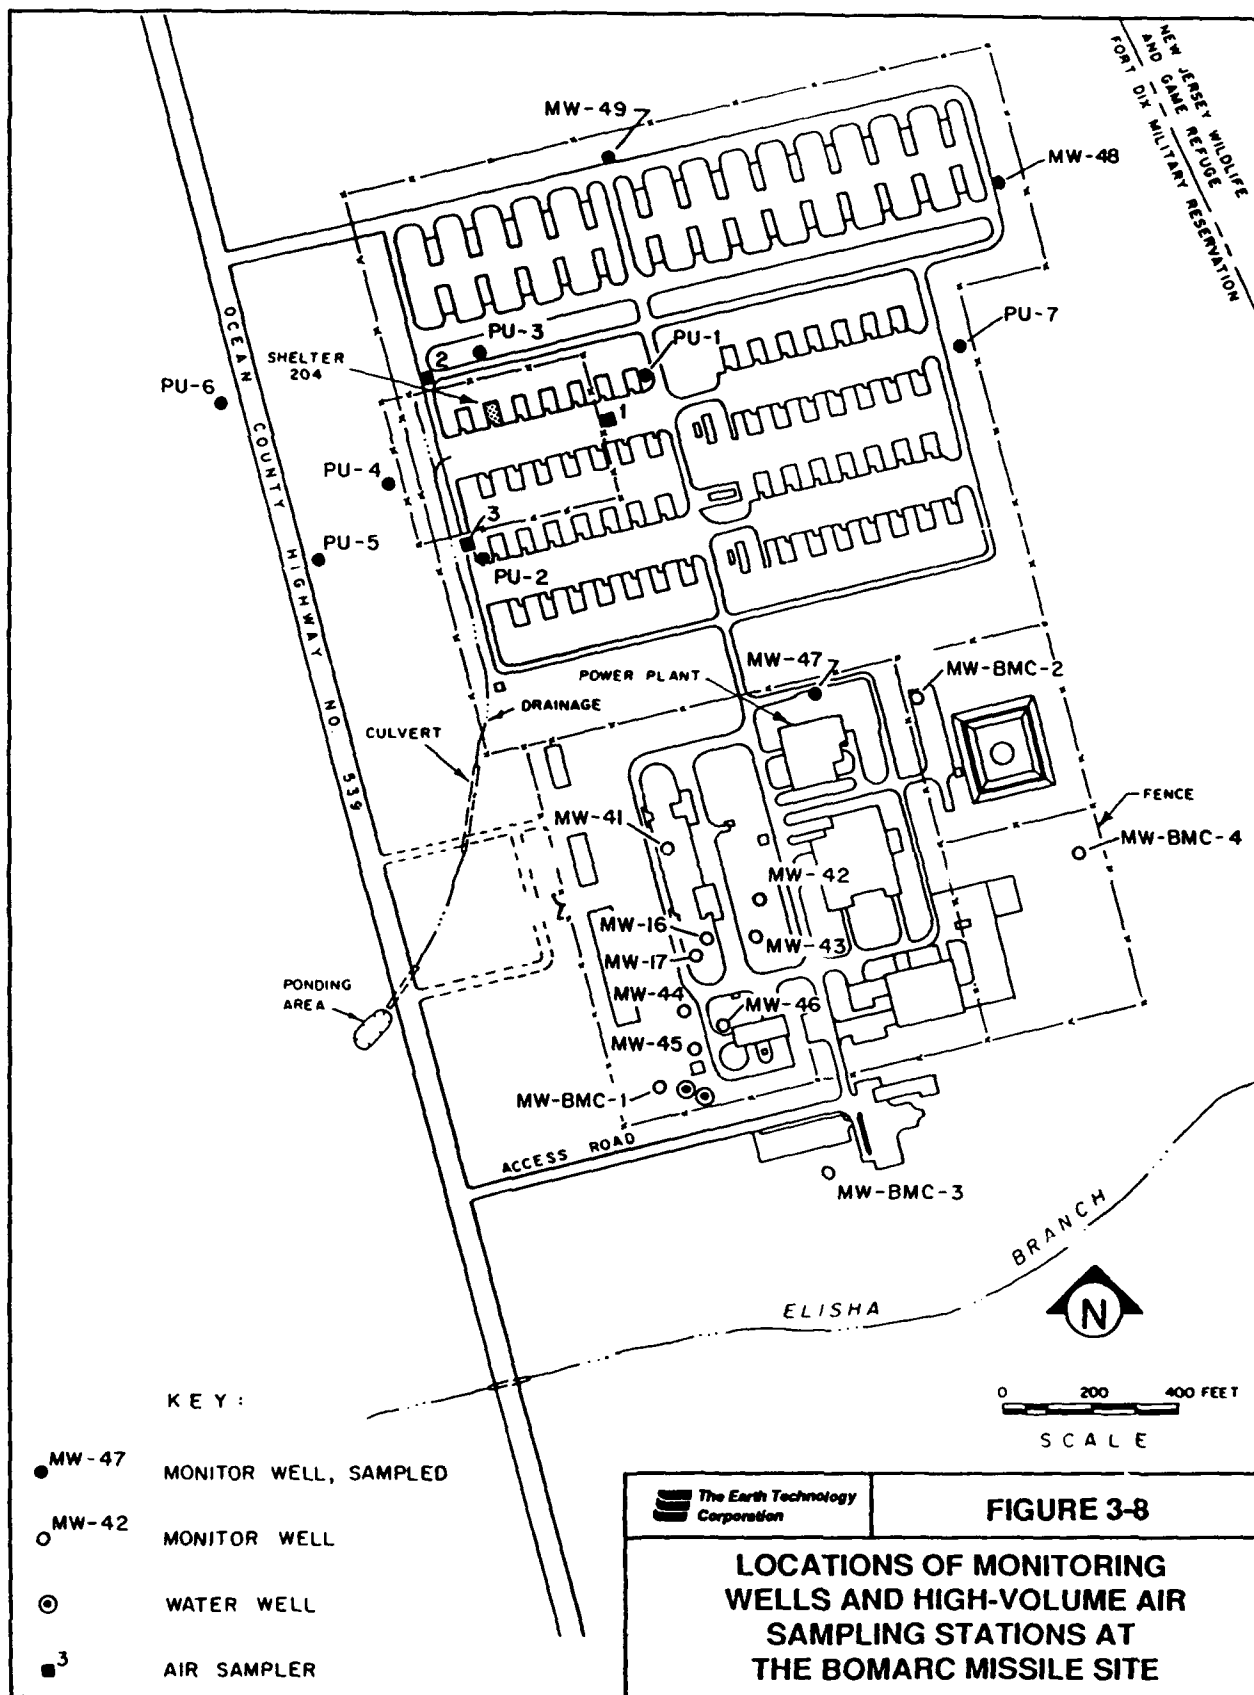 NEW JERSEY WILDLIFE
AND GAME REFUGE
FORT DIX MILITARY RESERVATION
MW-49
MW-48
OCEAN COUNTY HIGHWAY NO. 539
PU-3
PU-1
PU-7
SHELTER
204
2
PU-6
1
PU-4
3
PU-5
PU-2
MW-47
MW-BMC-2
POWER PLANT
DRAINAGE
CULVERT
FENCE
MW-41
MW-BMC-4
MW-42
MW-16
MW-43
MW-17
PONDING
AREA
MW-44
MW-46
MW-45
MW-BMC-1
ACCESS ROAD
MW-BMC-3
ELISHA BRANCH
N
0 200 400 FEET
SCALE
KEY:
MW-47 MONITOR WELL, SAMPLED
MW-42 MONITOR WELL
WATER WELL
3 AIR SAMPLER
The Earth Technology
Corporation
FIGURE 3-8
LOCATIONS OF MONITORING
WELLS AND HIGH-VOLUME AIR
SAMPLING STATIONS AT
THE BOMARC MISSILE SITE